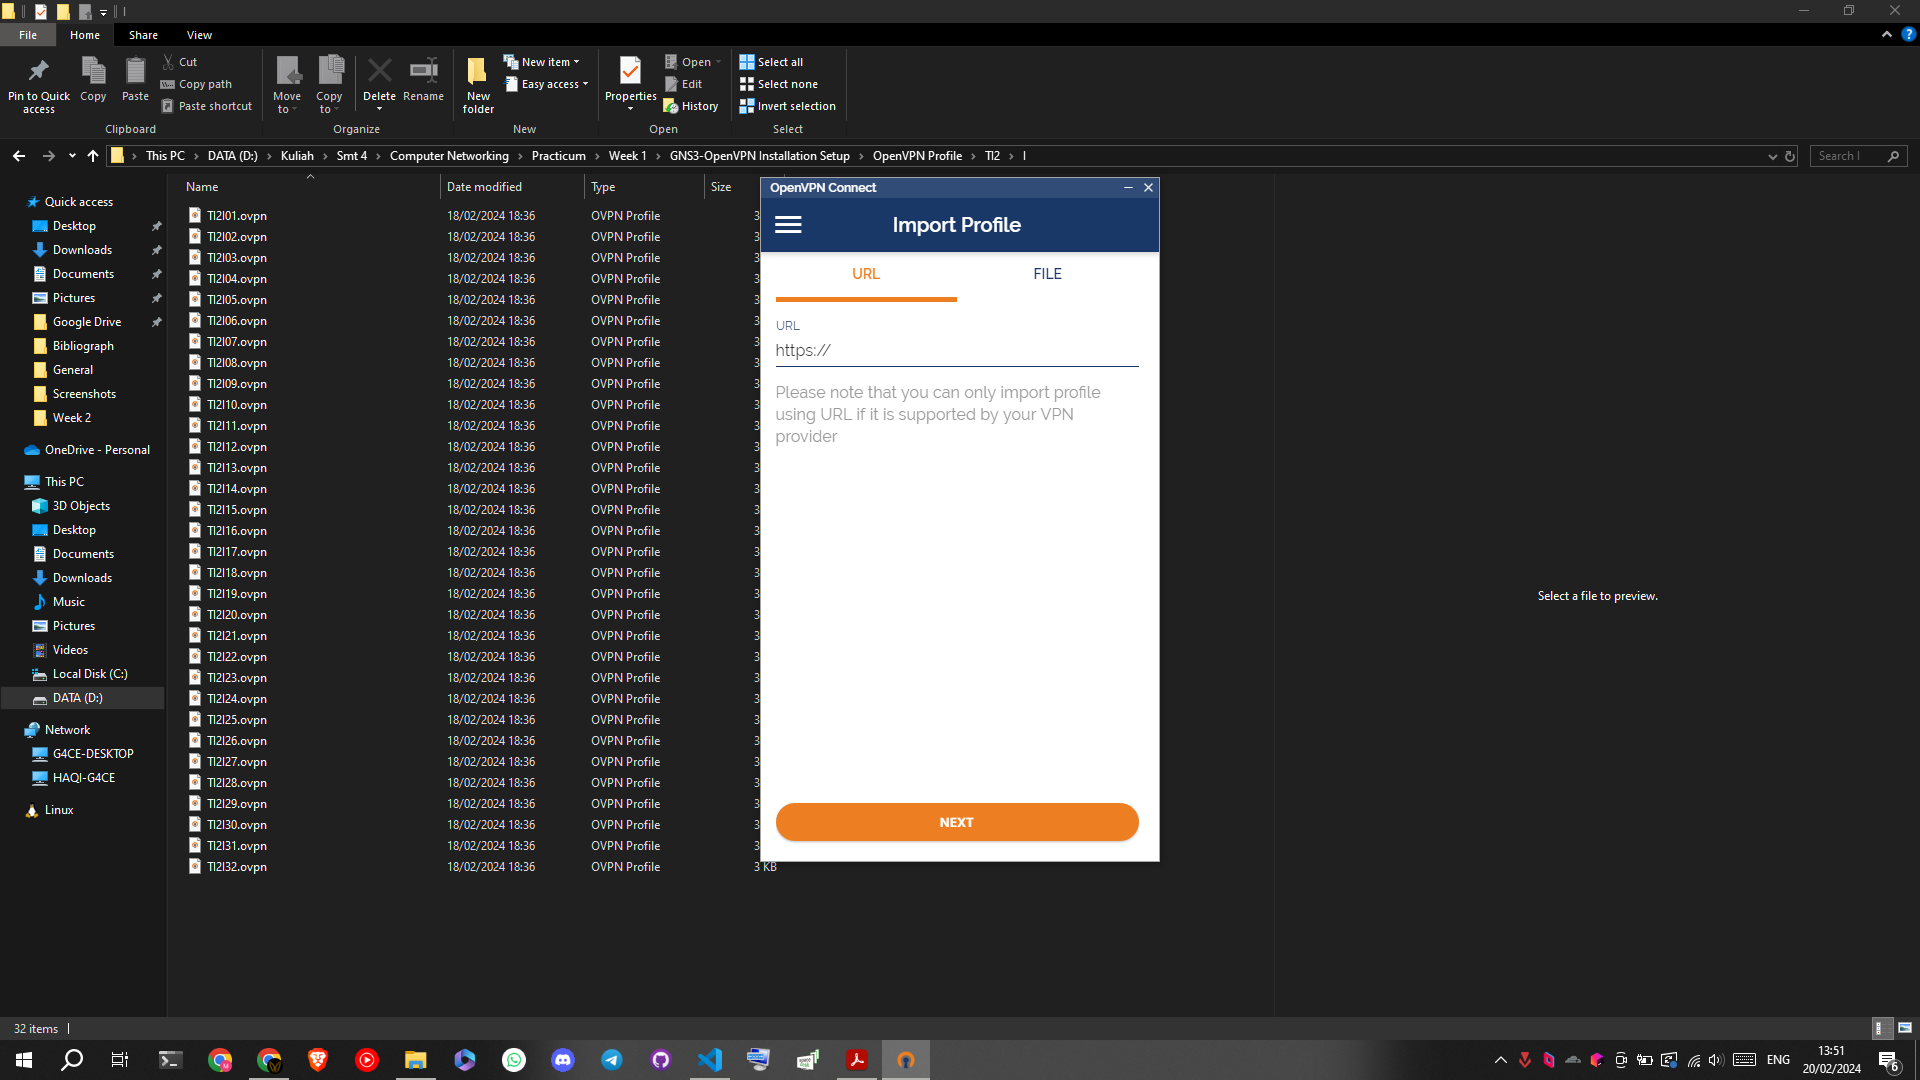 File Home Share View
Pin to Quick access
Copy
Paste
Cut
Copy path
Paste shortcut
Clipboard
Move to
Copy to
Delete
Rename
Organize
New folder
New item
Easy access
New
Properties
Open
Edit
History
Open
Select all
Select none
Invert selection
Select
This PC > DATA (D:) > Kuliah > Smt 4 > Computer Networking > Practicum > Week 1 > GNS3-OpenVPN Installation Setup > OpenVPN Profile > TI2 > I
Search I
Quick access
Desktop
Downloads
Documents
Pictures
Google Drive
Bibliograph
General
Screenshots
Week 2
OneDrive - Personal
This PC
3D Objects
Desktop
Documents
Downloads
Music
Pictures
Videos
Local Disk (C:)
DATA (D:)
Network
G4CE-DESKTOP
HAQI-G4CE
Linux
Name Date modified Type Size
TI2I01.ovpn 18/02/2024 18:36 OVPN Profile 3
TI2I02.ovpn 18/02/2024 18:36 OVPN Profile 3
TI2I03.ovpn 18/02/2024 18:36 OVPN Profile 3
TI2I04.ovpn 18/02/2024 18:36 OVPN Profile 3
TI2I05.ovpn 18/02/2024 18:36 OVPN Profile 3
TI2I06.ovpn 18/02/2024 18:36 OVPN Profile 3
TI2I07.ovpn 18/02/2024 18:36 OVPN Profile 3
TI2I08.ovpn 18/02/2024 18:36 OVPN Profile 3
TI2I09.ovpn 18/02/2024 18:36 OVPN Profile 3
TI2I10.ovpn 18/02/2024 18:36 OVPN Profile 3
TI2I11.ovpn 18/02/2024 18:36 OVPN Profile 3
TI2I12.ovpn 18/02/2024 18:36 OVPN Profile 3
TI2I13.ovpn 18/02/2024 18:36 OVPN Profile 3
TI2I14.ovpn 18/02/2024 18:36 OVPN Profile 3
TI2I15.ovpn 18/02/2024 18:36 OVPN Profile 3
TI2I16.ovpn 18/02/2024 18:36 OVPN Profile 3
TI2I17.ovpn 18/02/2024 18:36 OVPN Profile 3
TI2I18.ovpn 18/02/2024 18:36 OVPN Profile 3
TI2I19.ovpn 18/02/2024 18:36 OVPN Profile 3
TI2I20.ovpn 18/02/2024 18:36 OVPN Profile 3
TI2I21.ovpn 18/02/2024 18:36 OVPN Profile 3
TI2I22.ovpn 18/02/2024 18:36 OVPN Profile 3
TI2I23.ovpn 18/02/2024 18:36 OVPN Profile 3
TI2I24.ovpn 18/02/2024 18:36 OVPN Profile 3
TI2I25.ovpn 18/02/2024 18:36 OVPN Profile 3
TI2I26.ovpn 18/02/2024 18:36 OVPN Profile 3
TI2I27.ovpn 18/02/2024 18:36 OVPN Profile 3
TI2I28.ovpn 18/02/2024 18:36 OVPN Profile 3
TI2I29.ovpn 18/02/2024 18:36 OVPN Profile 3
TI2I30.ovpn 18/02/2024 18:36 OVPN Profile 3
TI2I31.ovpn 18/02/2024 18:36 OVPN Profile 3
TI2I32.ovpn 18/02/2024 18:36 OVPN Profile 3 KB
OpenVPN Connect
Import Profile
URL FILE
URL
https://
Please note that you can only import profile
using URL if it is supported by your VPN
provider
NEXT
Select a file to preview.
32 items
ENG
13:51
20/02/2024
6